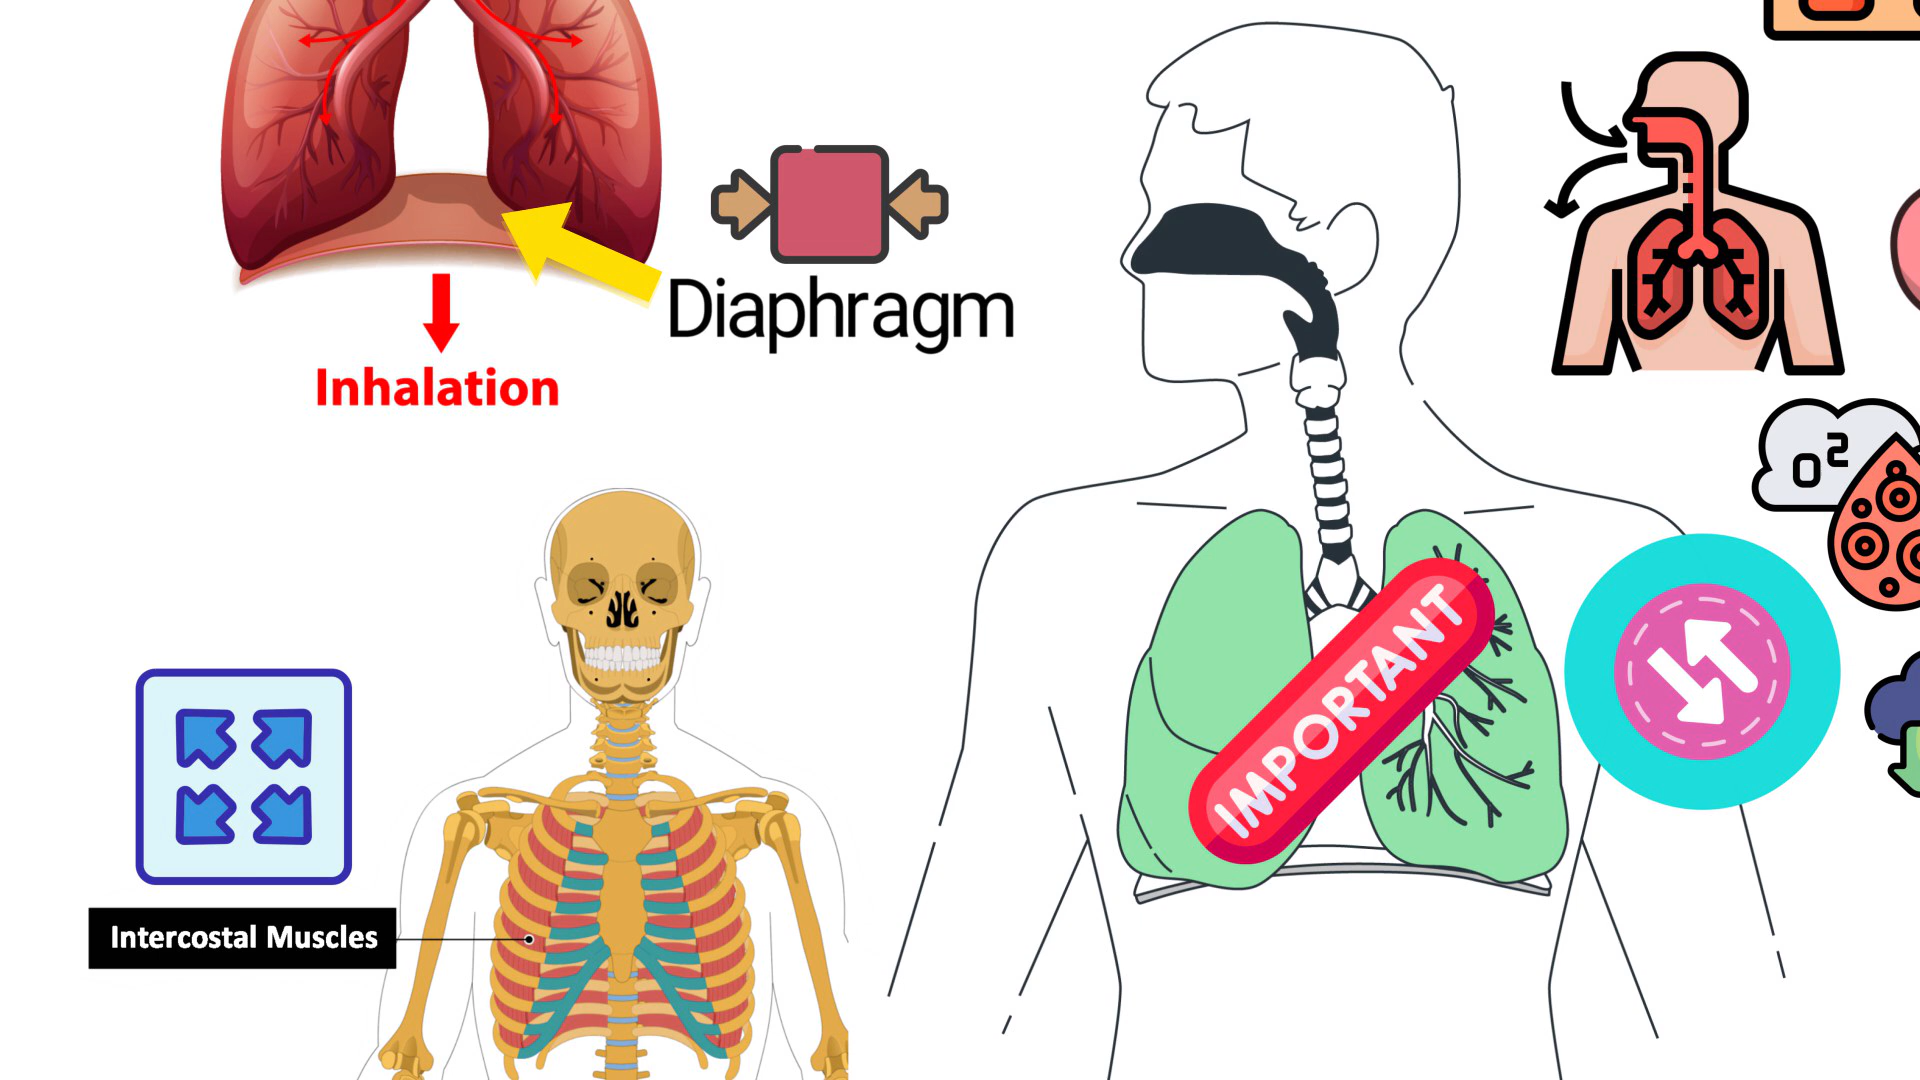 Diaphragm
Inhalation
O²
IMPORTANT
Intercostal Muscles